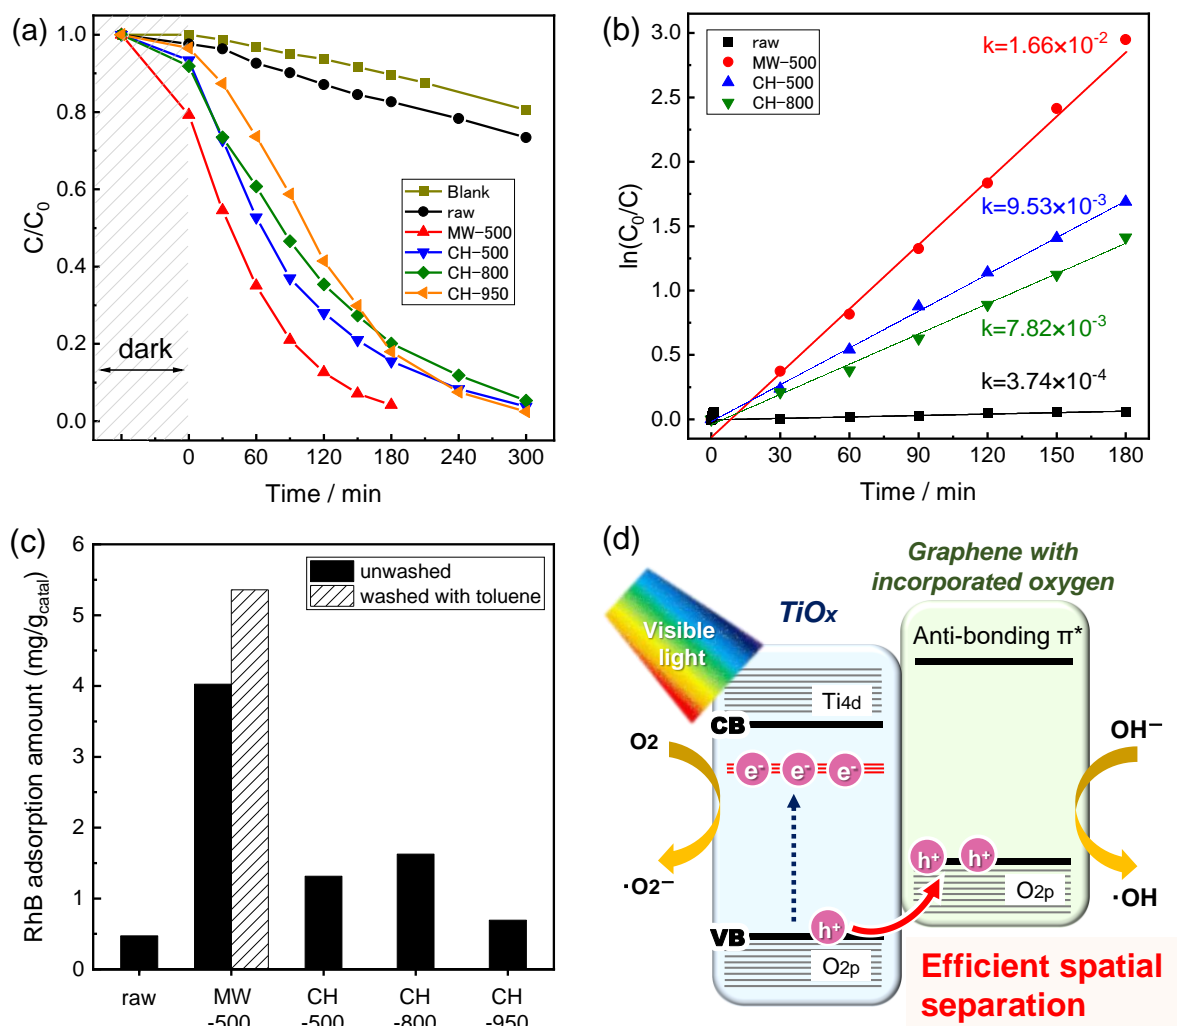 (a)
1.0
0.8
0.6
0.4
0.2
0.0
C/C0
dark
Blank
raw
MW-500
CH-500
CH-800
CH-950
0 60 120 180 240 300
Time / min
(b)
3.0
2.5
2.0
1.5
1.0
0.5
0.0
ln(C0/C)
raw
MW-500
CH-500
CH-800
k=1.66×10-2
k=9.53×10-3
k=7.82×10-3
k=3.74×10-4
0 30 60 90 120 150 180
Time / min
(c)
6
5
4
3
2
1
0
RhB adsorption amount (mg/gcatal)
unwashed
washed with toluene
raw MW CH CH CH
-500 -500 -800 -950
(d)
Graphene with
incorporated oxygen
TiOx
Visible
light
Anti-bonding π*
Ti4d
CB
O2
OH−
e- e- e-
h+ h+
·O2−
O2p
·OH
h+
VB
O2p
Efficient spatial
separation